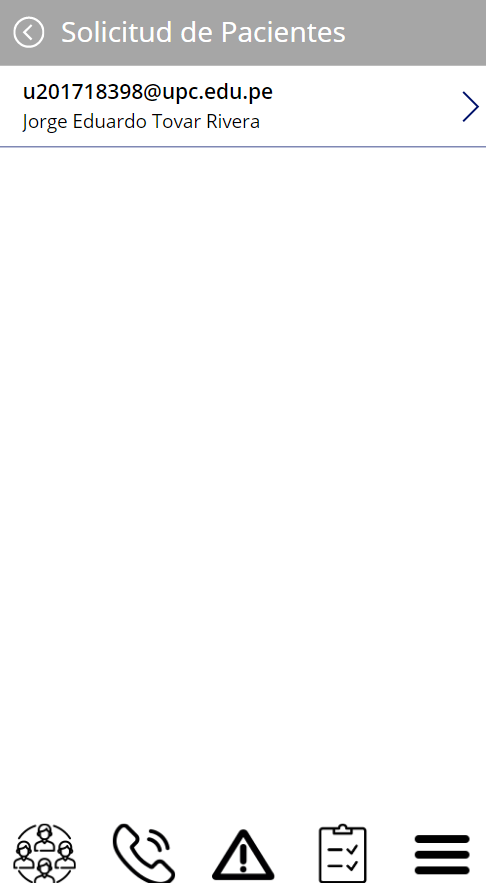 Solicitud de Pacientes
u201718398@upc.edu.pe
Jorge Eduardo Tovar Rivera